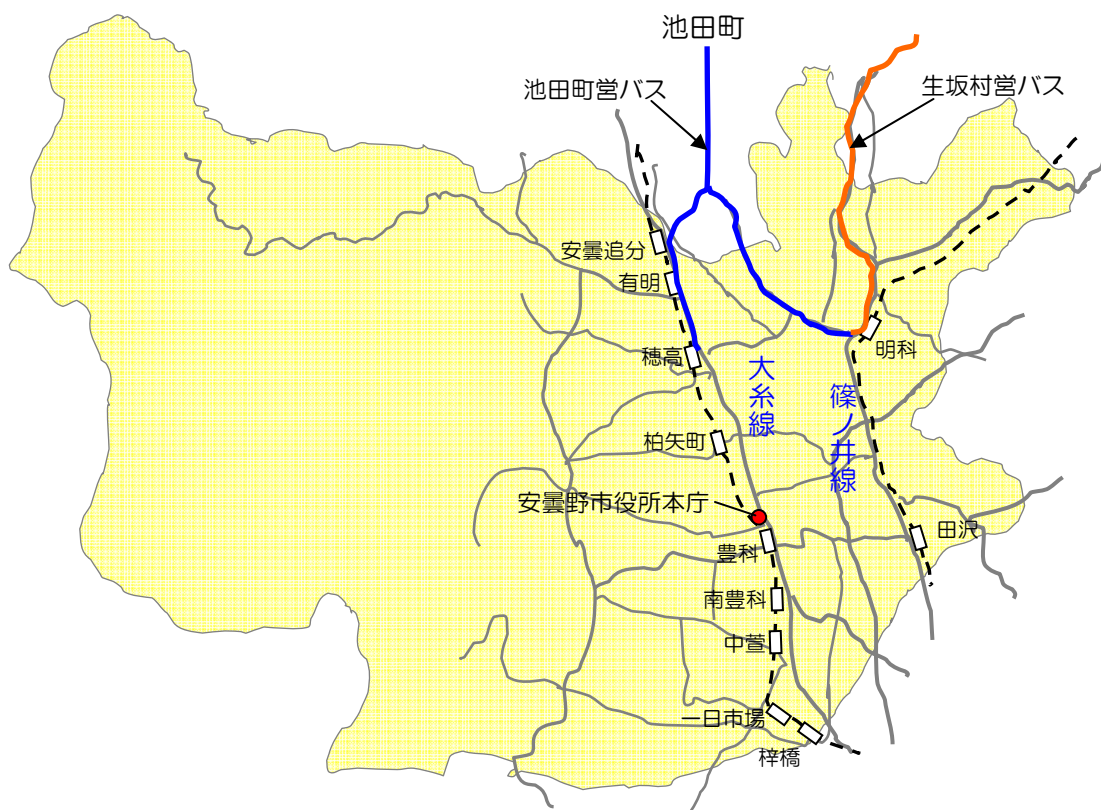 池田町
池田町営バス
生坂村営バス
安曇追分
有明
穂高
明科
大糸線
篠ノ井線
柏矢町
安曇野市役所本庁
豊科
田沢
南豊科
中萱
一日市場
梓橋